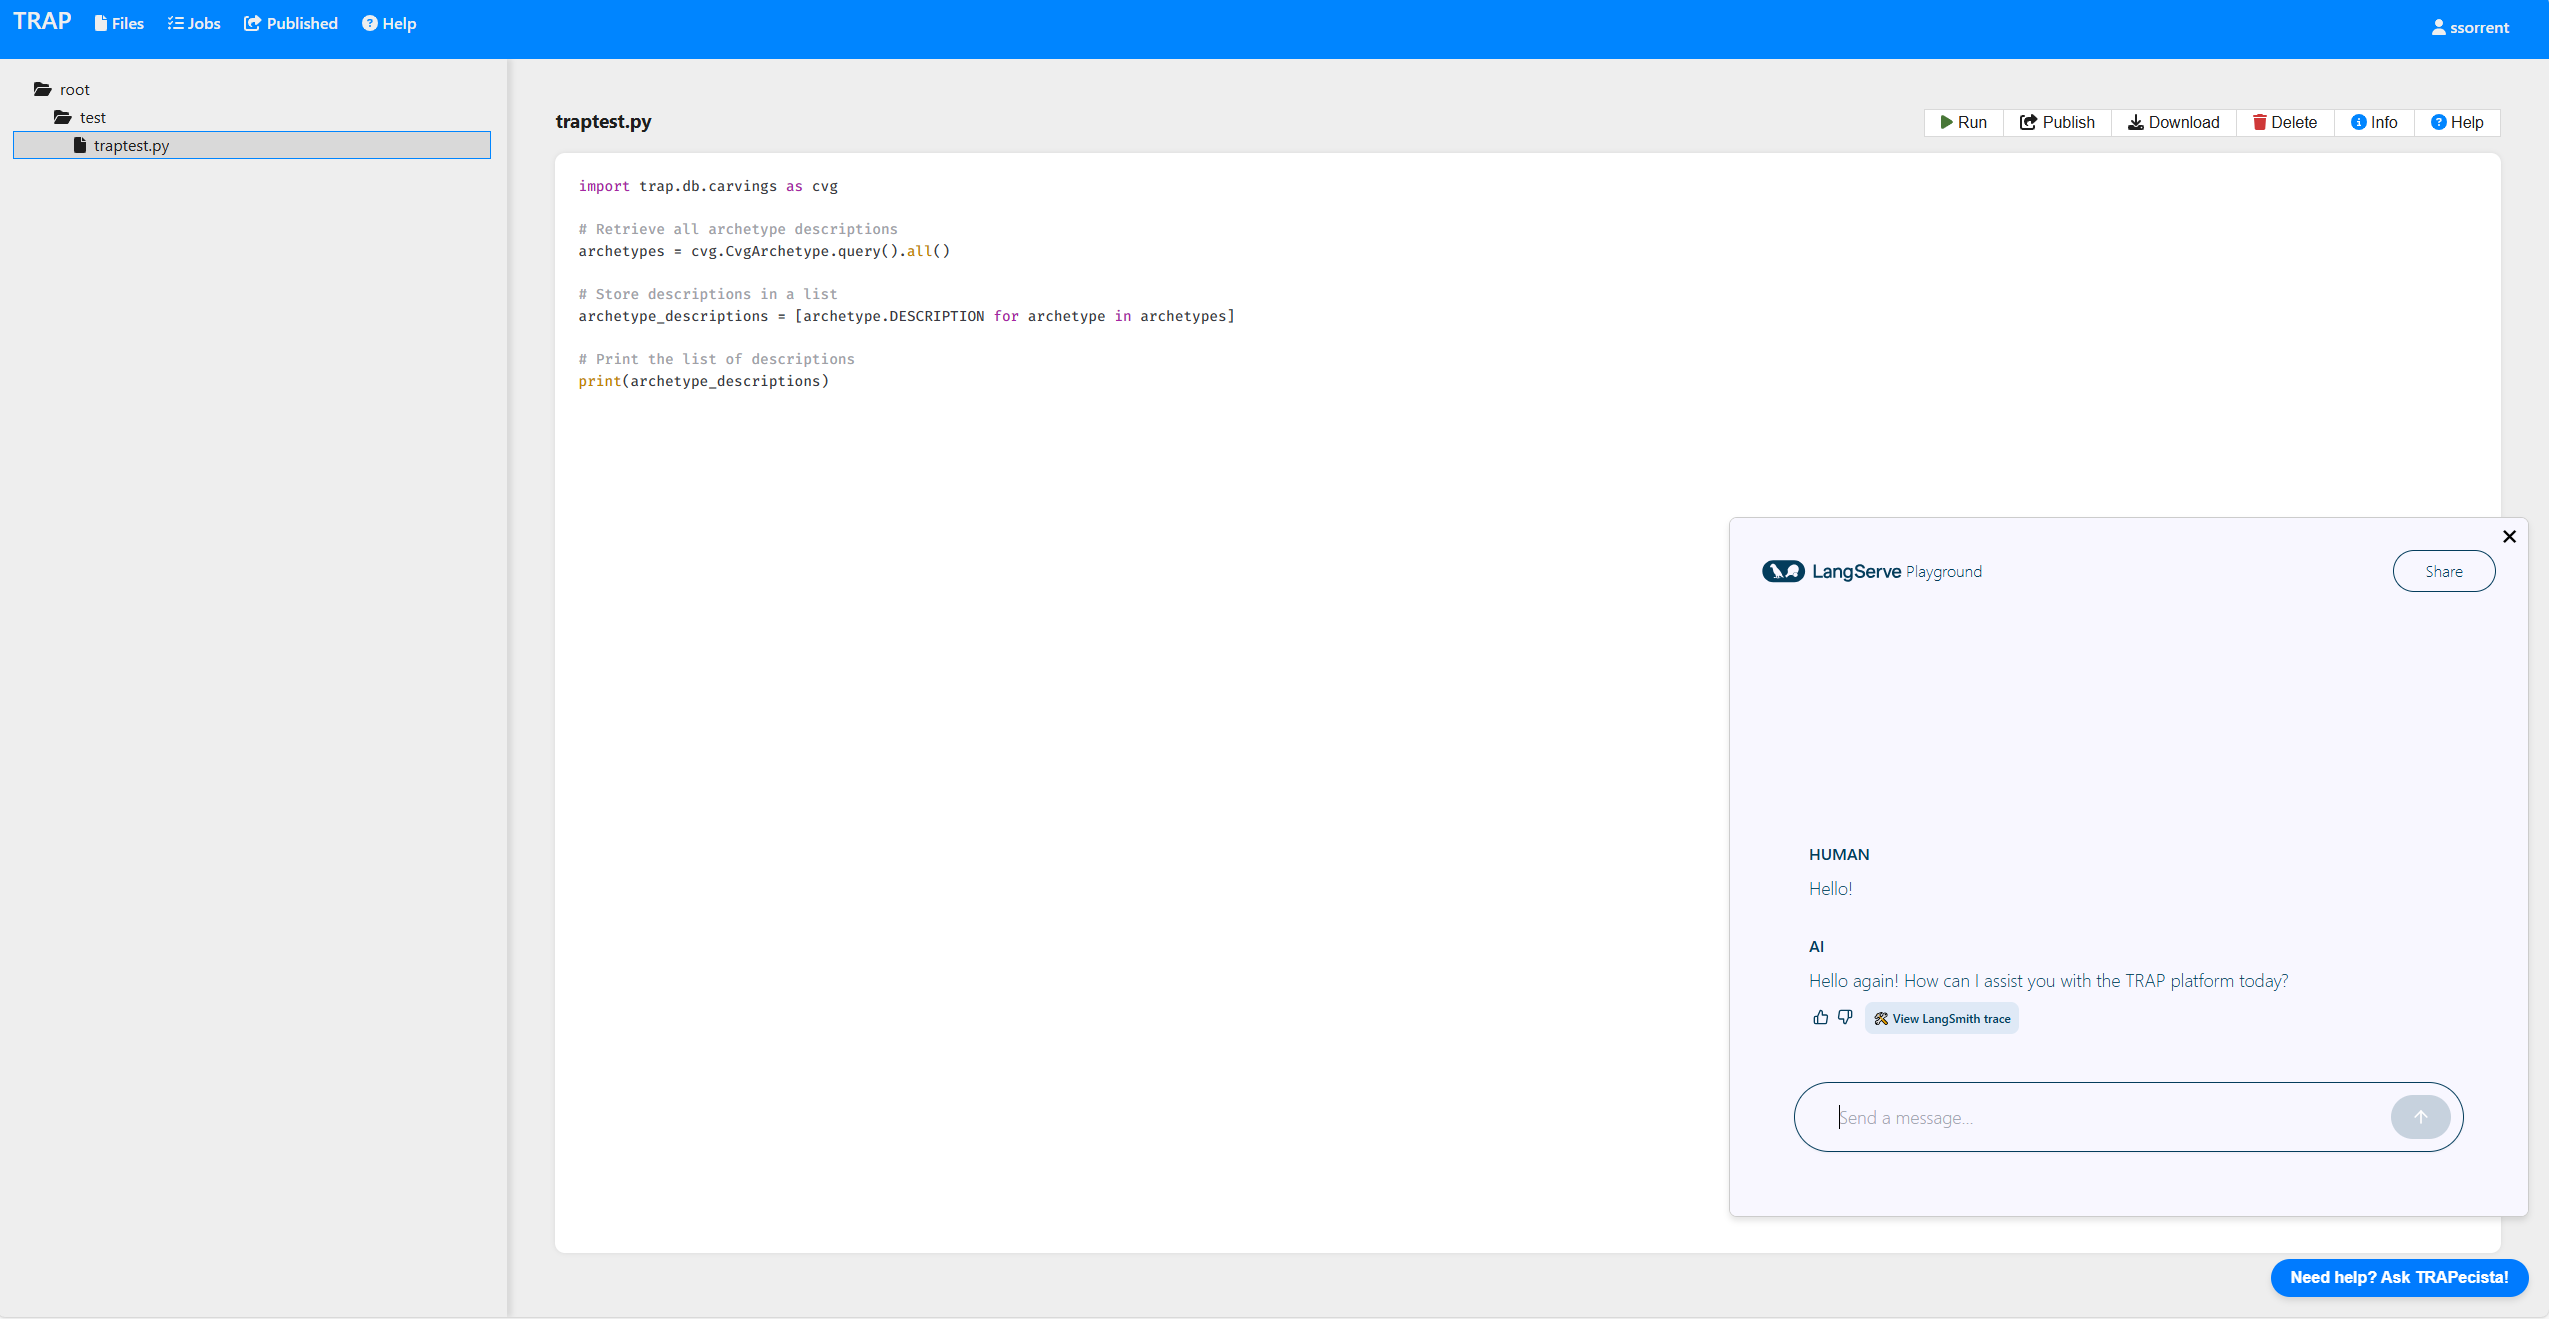 TRAP Files Jobs Published Help ssorrent
root
test
traptest.py
traptest.py
Run Publish Download Delete Info Help
import trap.db.carvings as cvg
# Retrieve all archetype descriptions
archetypes = cvg.CvgArchetype.query().all()
# Store descriptions in a list
archetype_descriptions = [archetype.DESCRIPTION for archetype in archetypes]
# Print the list of descriptions
print(archetype_descriptions)
LangServe Playground
Share
HUMAN
Hello!
AI
Hello again! How can I assist you with the TRAP platform today?
View LangSmith trace
Send a message...
Need help? Ask TRAPecista!